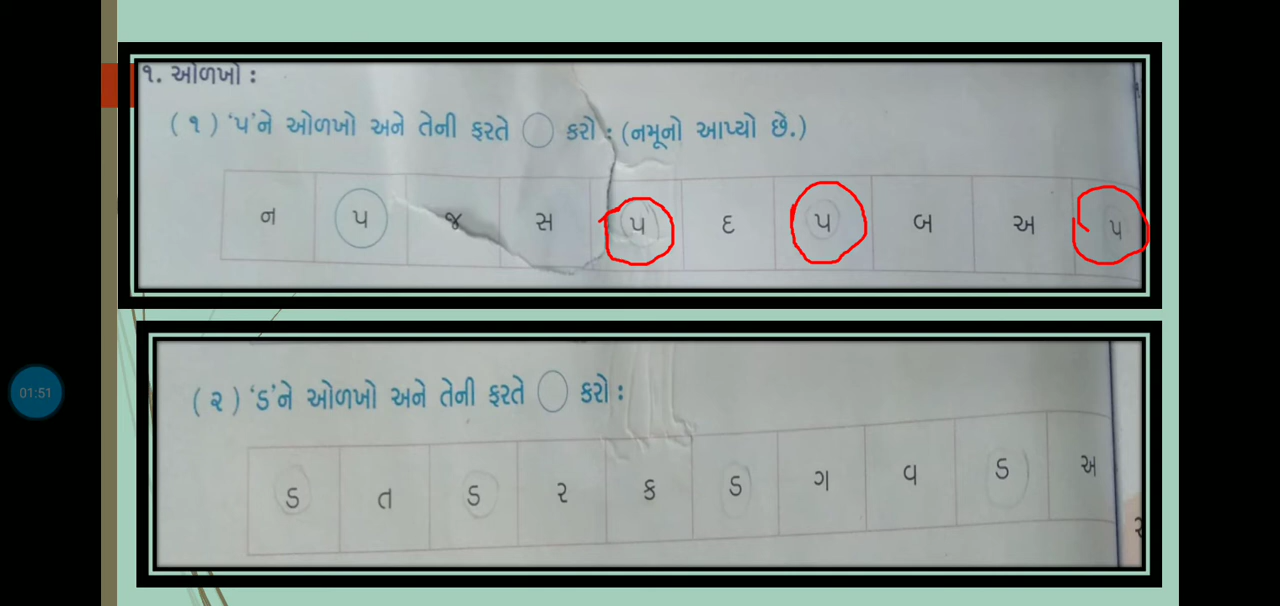 ૧. ઓળખો :
(૧) ‘પ’ને ઓળખો અને તેની ફરતે ◯ કરો : (નમૂનો આપ્યો છે.)
ન પ જ સ પ દ પ બ અ પ
01:51
(૨) ‘ડ’ને ઓળખો અને તેની ફરતે ◯ કરો :
ડ ત ડ ર ક ડ ગ વ ડ અ